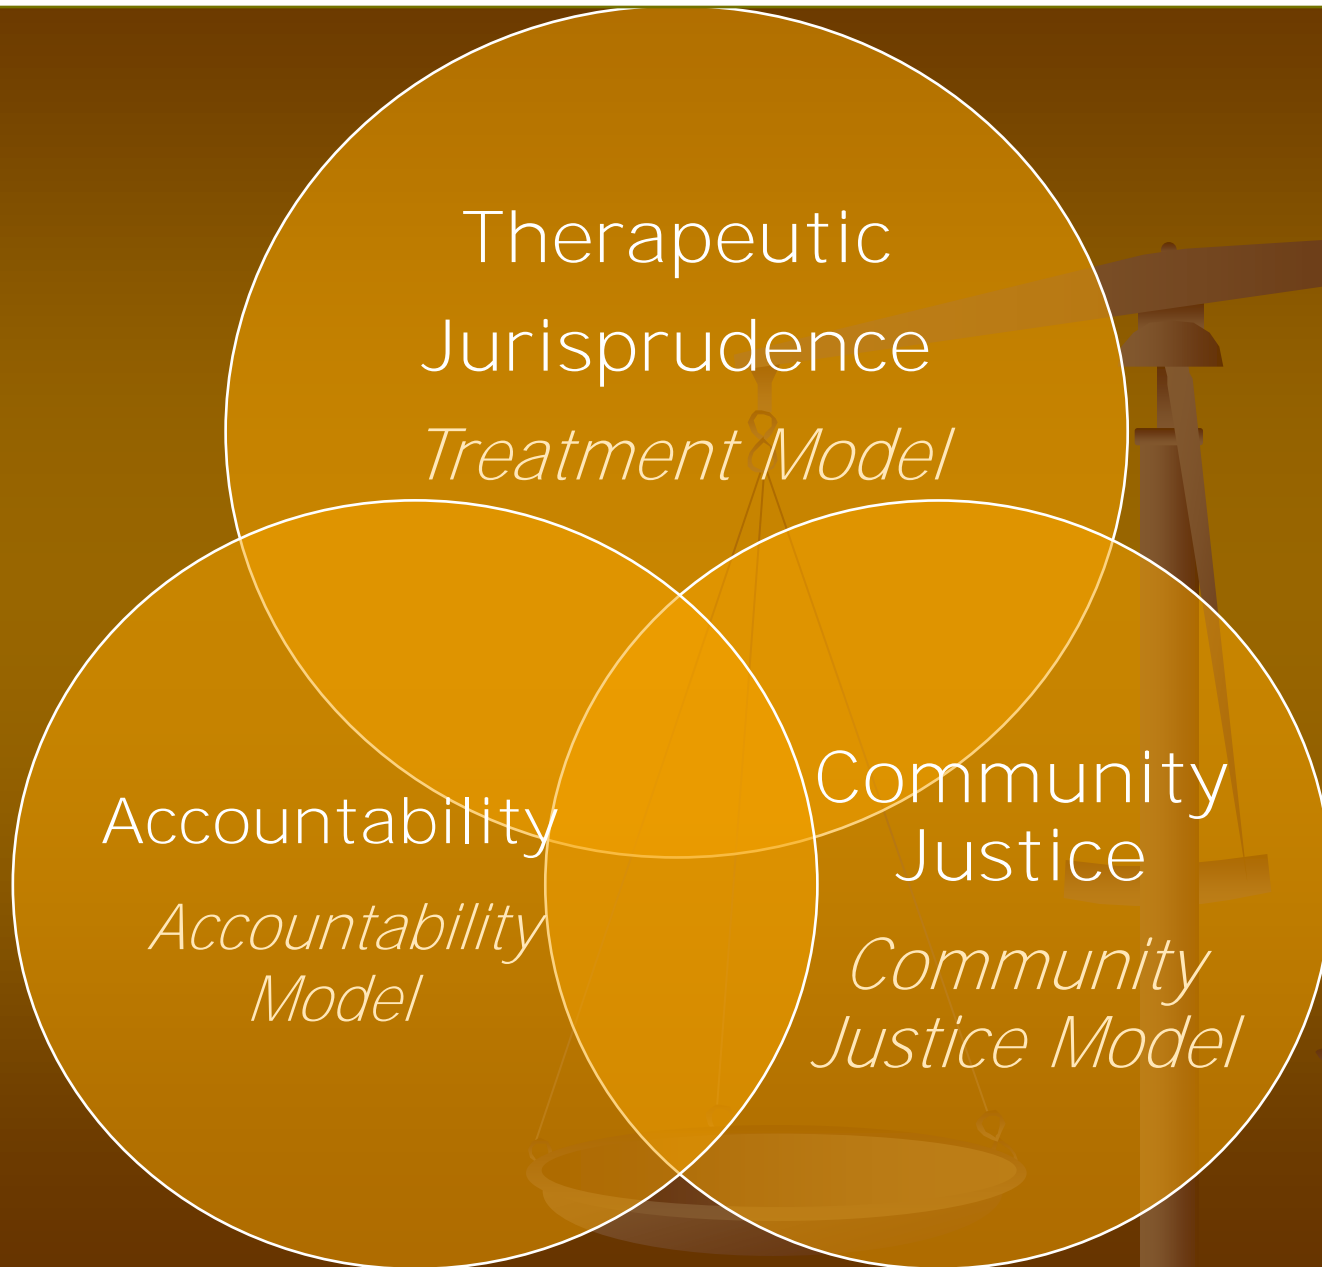 Therapeutic
Jurisprudence
Treatment Model
Accountability
Accountability
Model
Community
Justice
Community
Justice Model